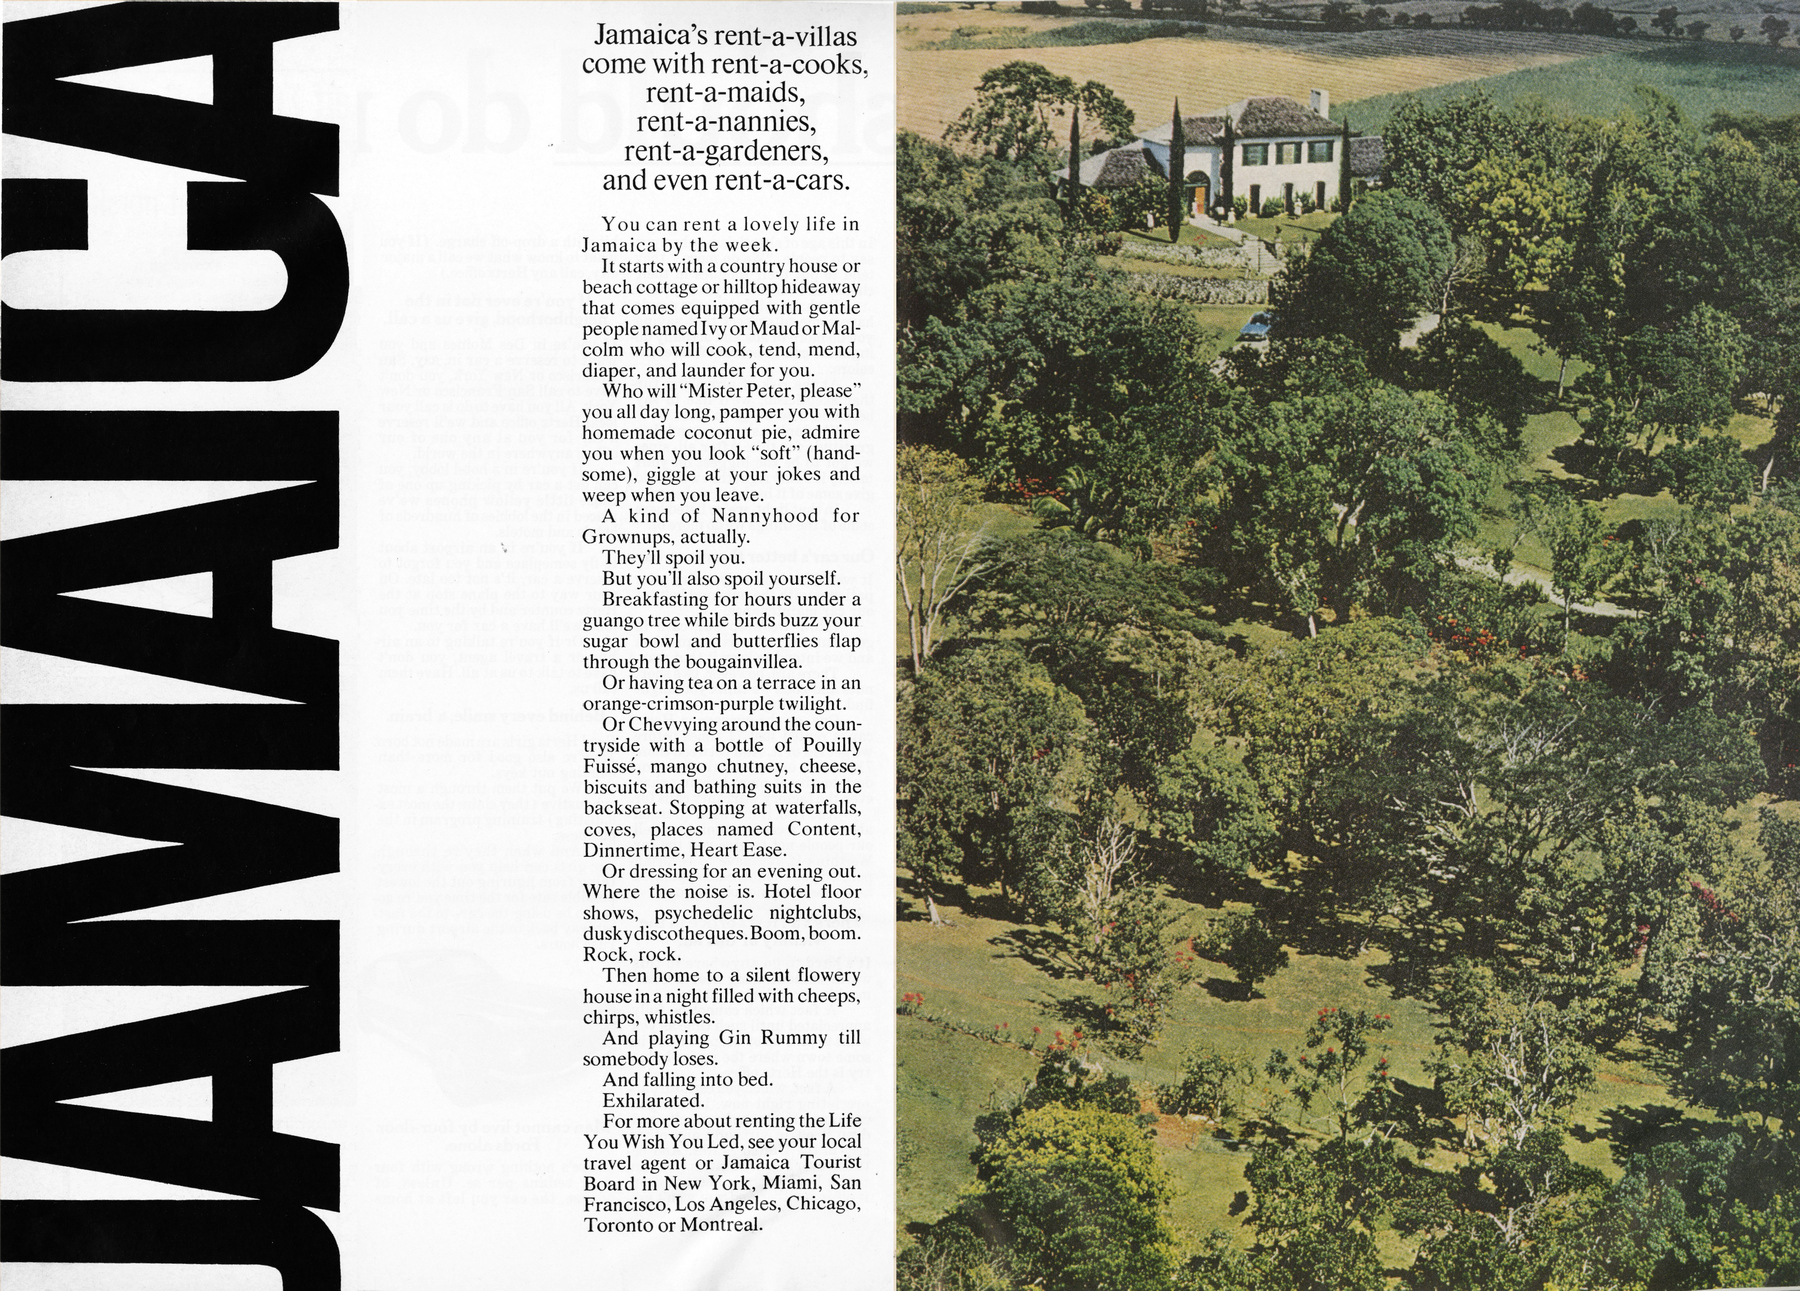 JAMAICA
Jamaica's rent-a-villas
come with rent-a-cooks,
rent-a-maids,
rent-a-nannies,
rent-a-gardeners,
and even rent-a-cars.
You can rent a lovely life in
Jamaica by the week.
It starts with a country house or
beach cottage or hilltop hideaway
that comes equipped with gentle
people named Ivy or Maud or Mal-
colm who will cook, tend, mend,
diaper, and launder for you.
Who will “Mister Peter, please”
you all day long, pamper you with
homemade coconut pie, admire
you when you look “soft” (hand-
some), giggle at your jokes and
weep when you leave.
A kind of Nannyhood for
Grownups, actually.
They'll spoil you.
But you'll also spoil yourself.
Breakfasting for hours under a
guango tree while birds buzz your
sugar bowl and butterflies flap
through the bougainvillea.
Or having tea on a terrace in an
orange-crimson-purple twilight.
Or Chevvying around the coun-
tryside with a bottle of Pouilly
Fuissé, mango chutney, cheese,
biscuits and bathing suits in the
backseat. Stopping at waterfalls,
coves, places named Content,
Dinnertime, Heart Ease.
Or dressing for an evening out.
Where the noise is. Hotel floor
shows, psychedelic nightclubs,
dusky discotheques. Boom, boom.
Rock, rock.
Then home to a silent flowery
house in a night filled with cheeps,
chirps, whistles.
And playing Gin Rummy till
somebody loses.
And falling into bed.
Exhilarated.
For more about renting the Life
You Wish You Led, see your local
travel agent or Jamaica Tourist
Board in New York, Miami, San
Francisco, Los Angeles, Chicago,
Toronto or Montreal.